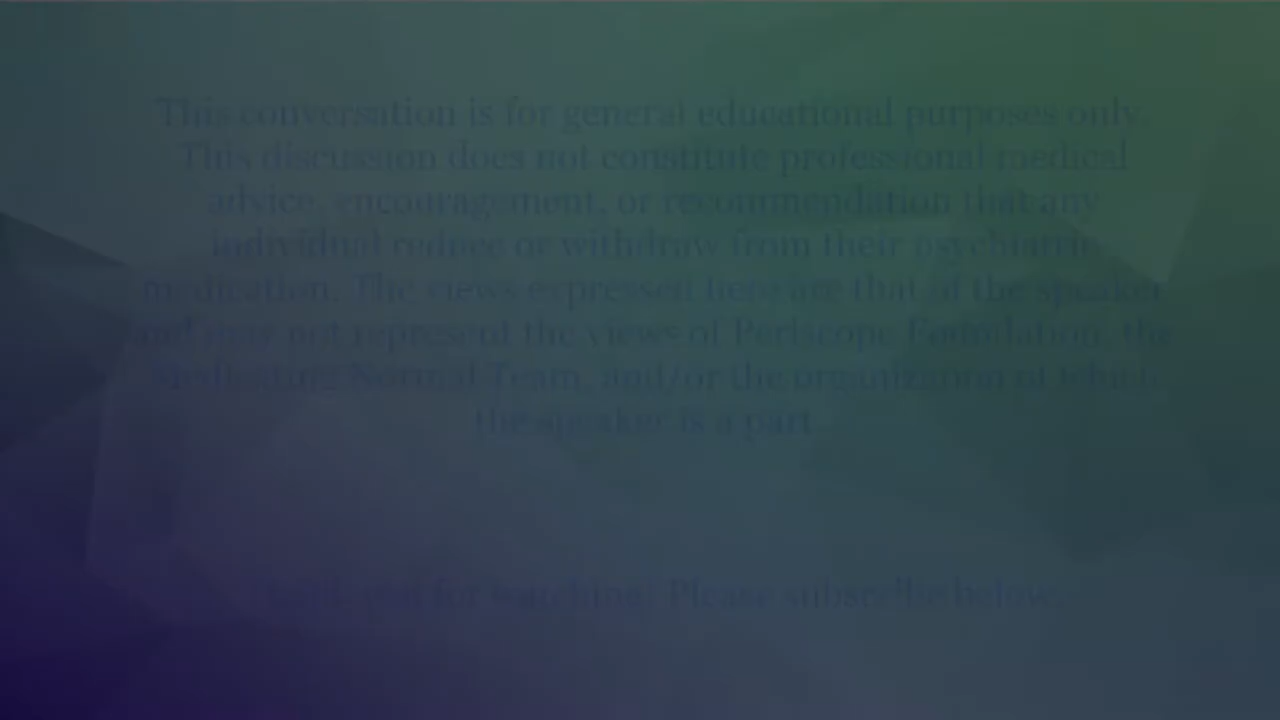 This conversation is for general educational purposes only.
This discussion does not constitute professional medical
advice, encouragement, or recommendation that any
individual reduce or withdraw from their psychiatric
medication. The views expressed here are that of the speaker
and may not represent the views of Periscope Foundation, the
Medicating Normal Team, and/or the organization of which
the speaker is a part.
Thank you for watching. Please subscribe below.